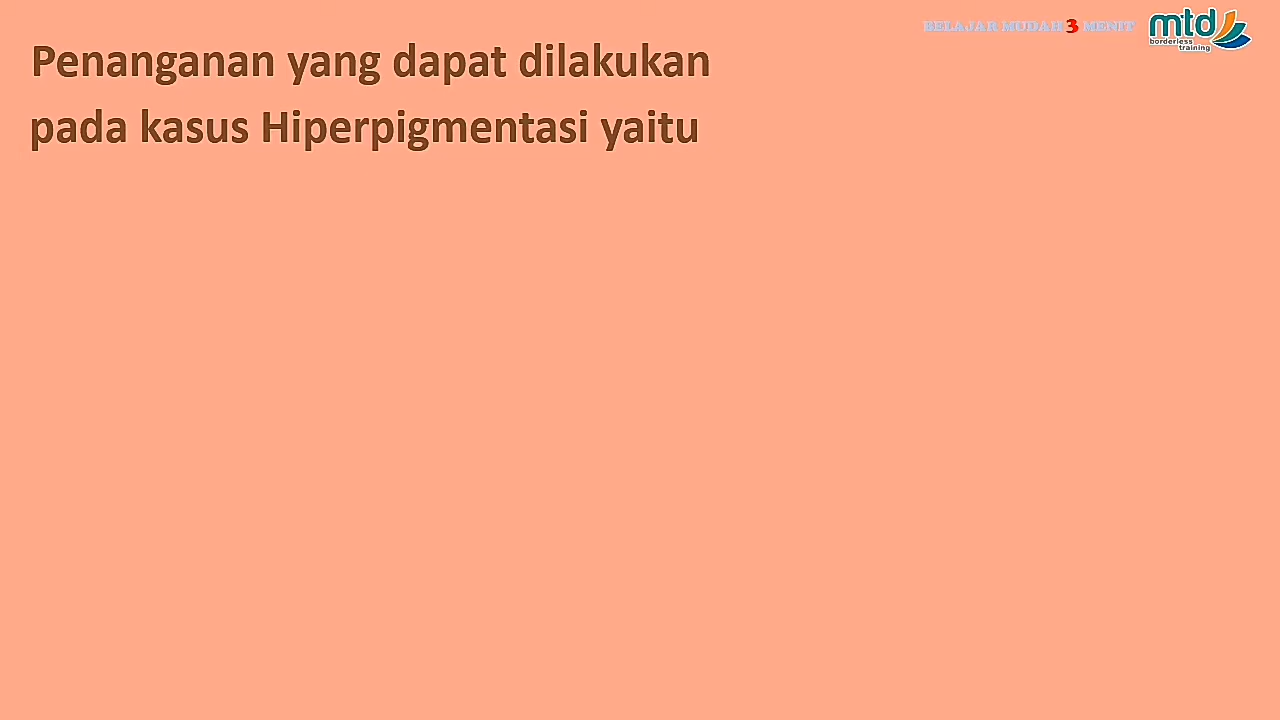 BELAJAR MUDAH 3 MENIT
mtd
borderless
training
Penanganan yang dapat dilakukan
pada kasus Hiperpigmentasi yaitu